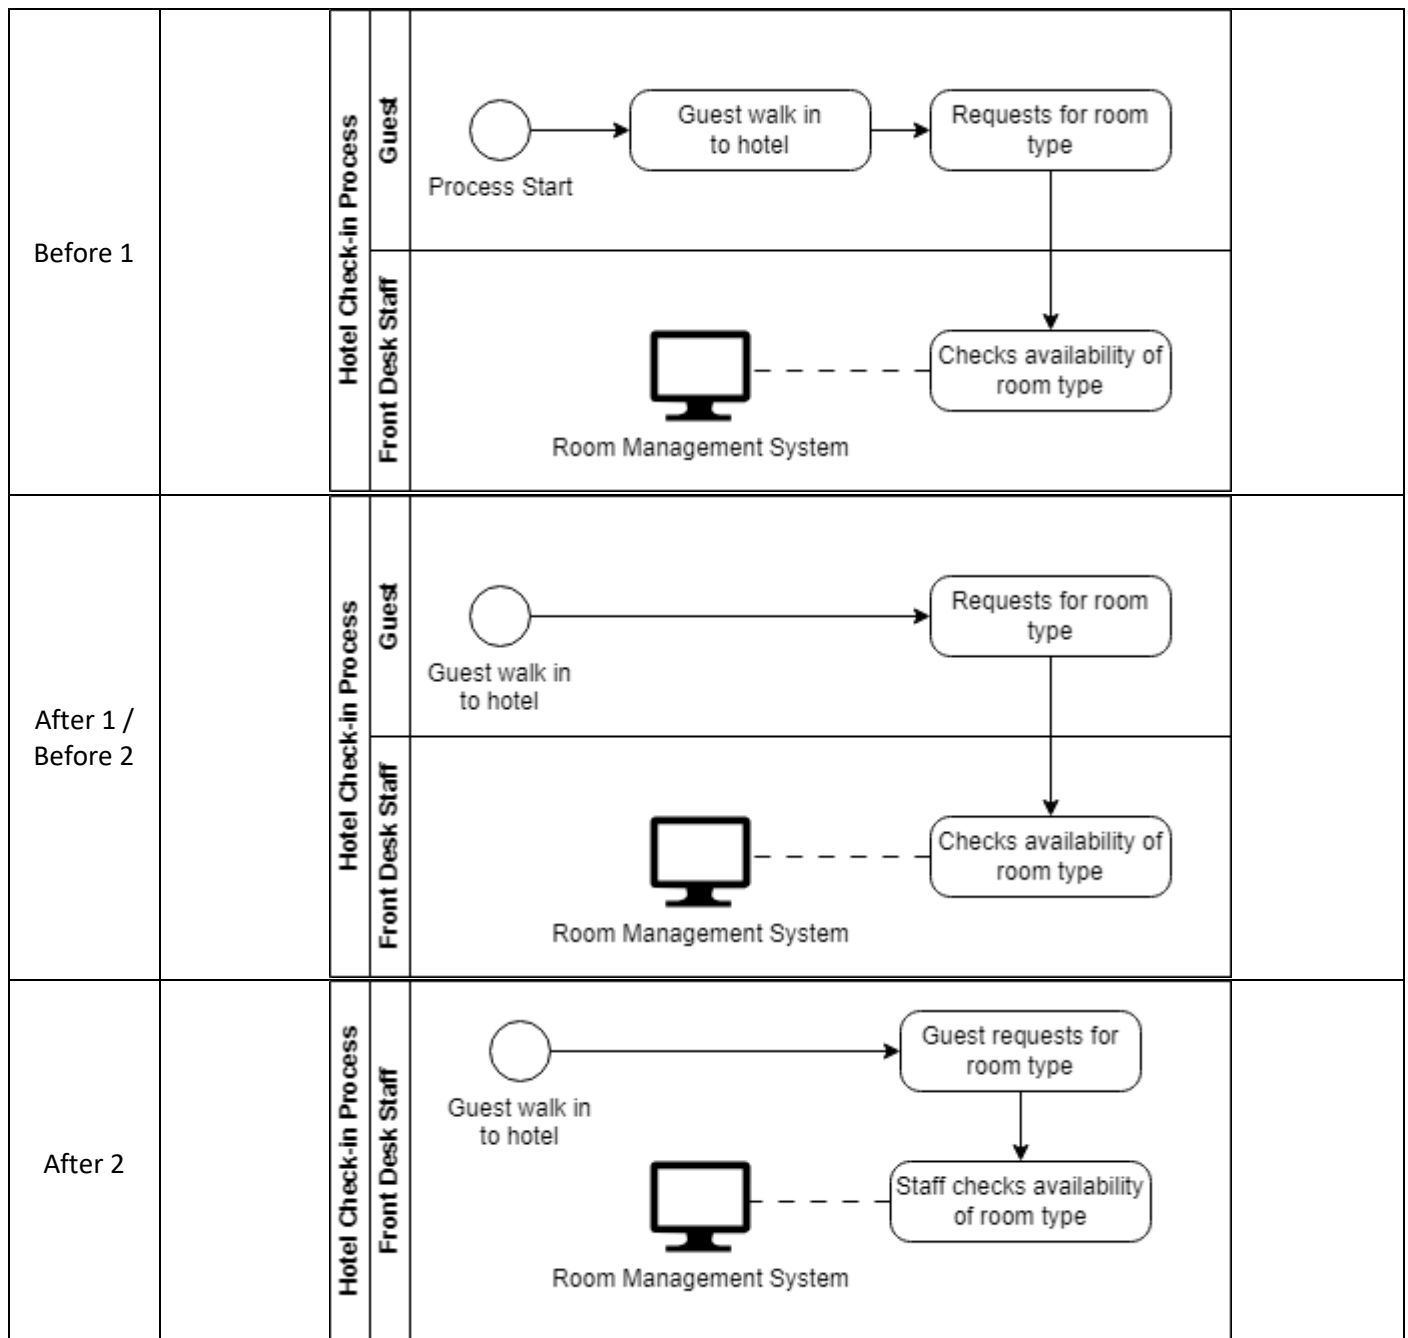 Before 1
Hotel Check-in Process
Guest
Process Start
Guest walk in
to hotel
Requests for room
type
Front Desk Staff
Room Management System
Checks availability of
room type
After 1 /
Before 2
Hotel Check-in Process
Guest
Guest walk in
to hotel
Requests for room
type
Front Desk Staff
Room Management System
Checks availability of
room type
After 2
Hotel Check-in Process
Front Desk Staff
Guest walk in
to hotel
Guest requests for
room type
Room Management System
Staff checks availability
of room type